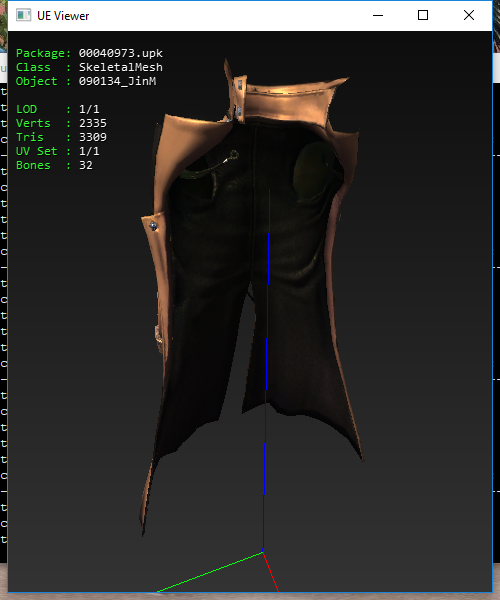 UE Viewer
Package: 00040973.upk
Class  : SkeletalMesh
Object : 090134_JinM
LOD    : 1/1
Verts  : 2335
Tris   : 3309
UV Set : 1/1
Bones  : 32